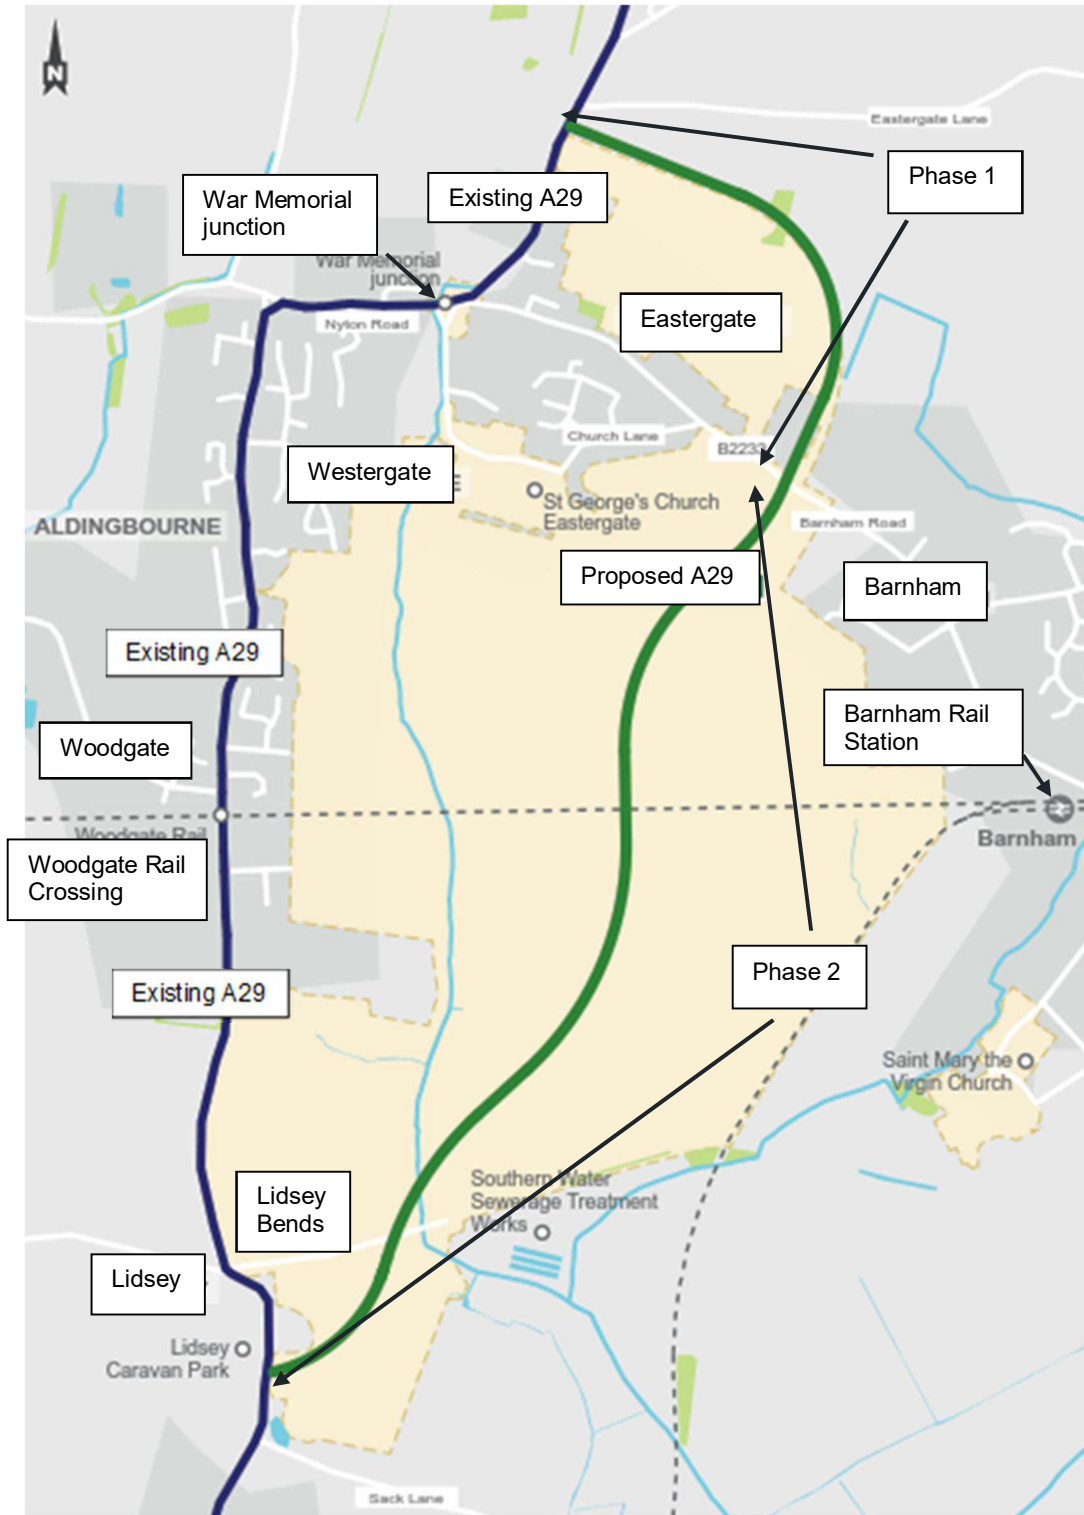 N
Eastergate Lane
Phase 1
War Memorial
junction
Existing A29
War Memorial
junction
Nyton Road
Eastergate
Church Lane
B2233
Westergate
St George's Church
Eastergate
ALDINGBOURNE
Barnham Road
Proposed A29
Barnham
Existing A29
Barnham Rail
Station
Woodgate
Woodgate Rail
Barnham
Woodgate Rail
Crossing
Phase 2
Existing A29
Saint Mary the
Virgin Church
Southern Water
Sewerage Treatment
Works
Lidsey
Bends
Lidsey
Lidsey
Caravan Park
Sack Lane